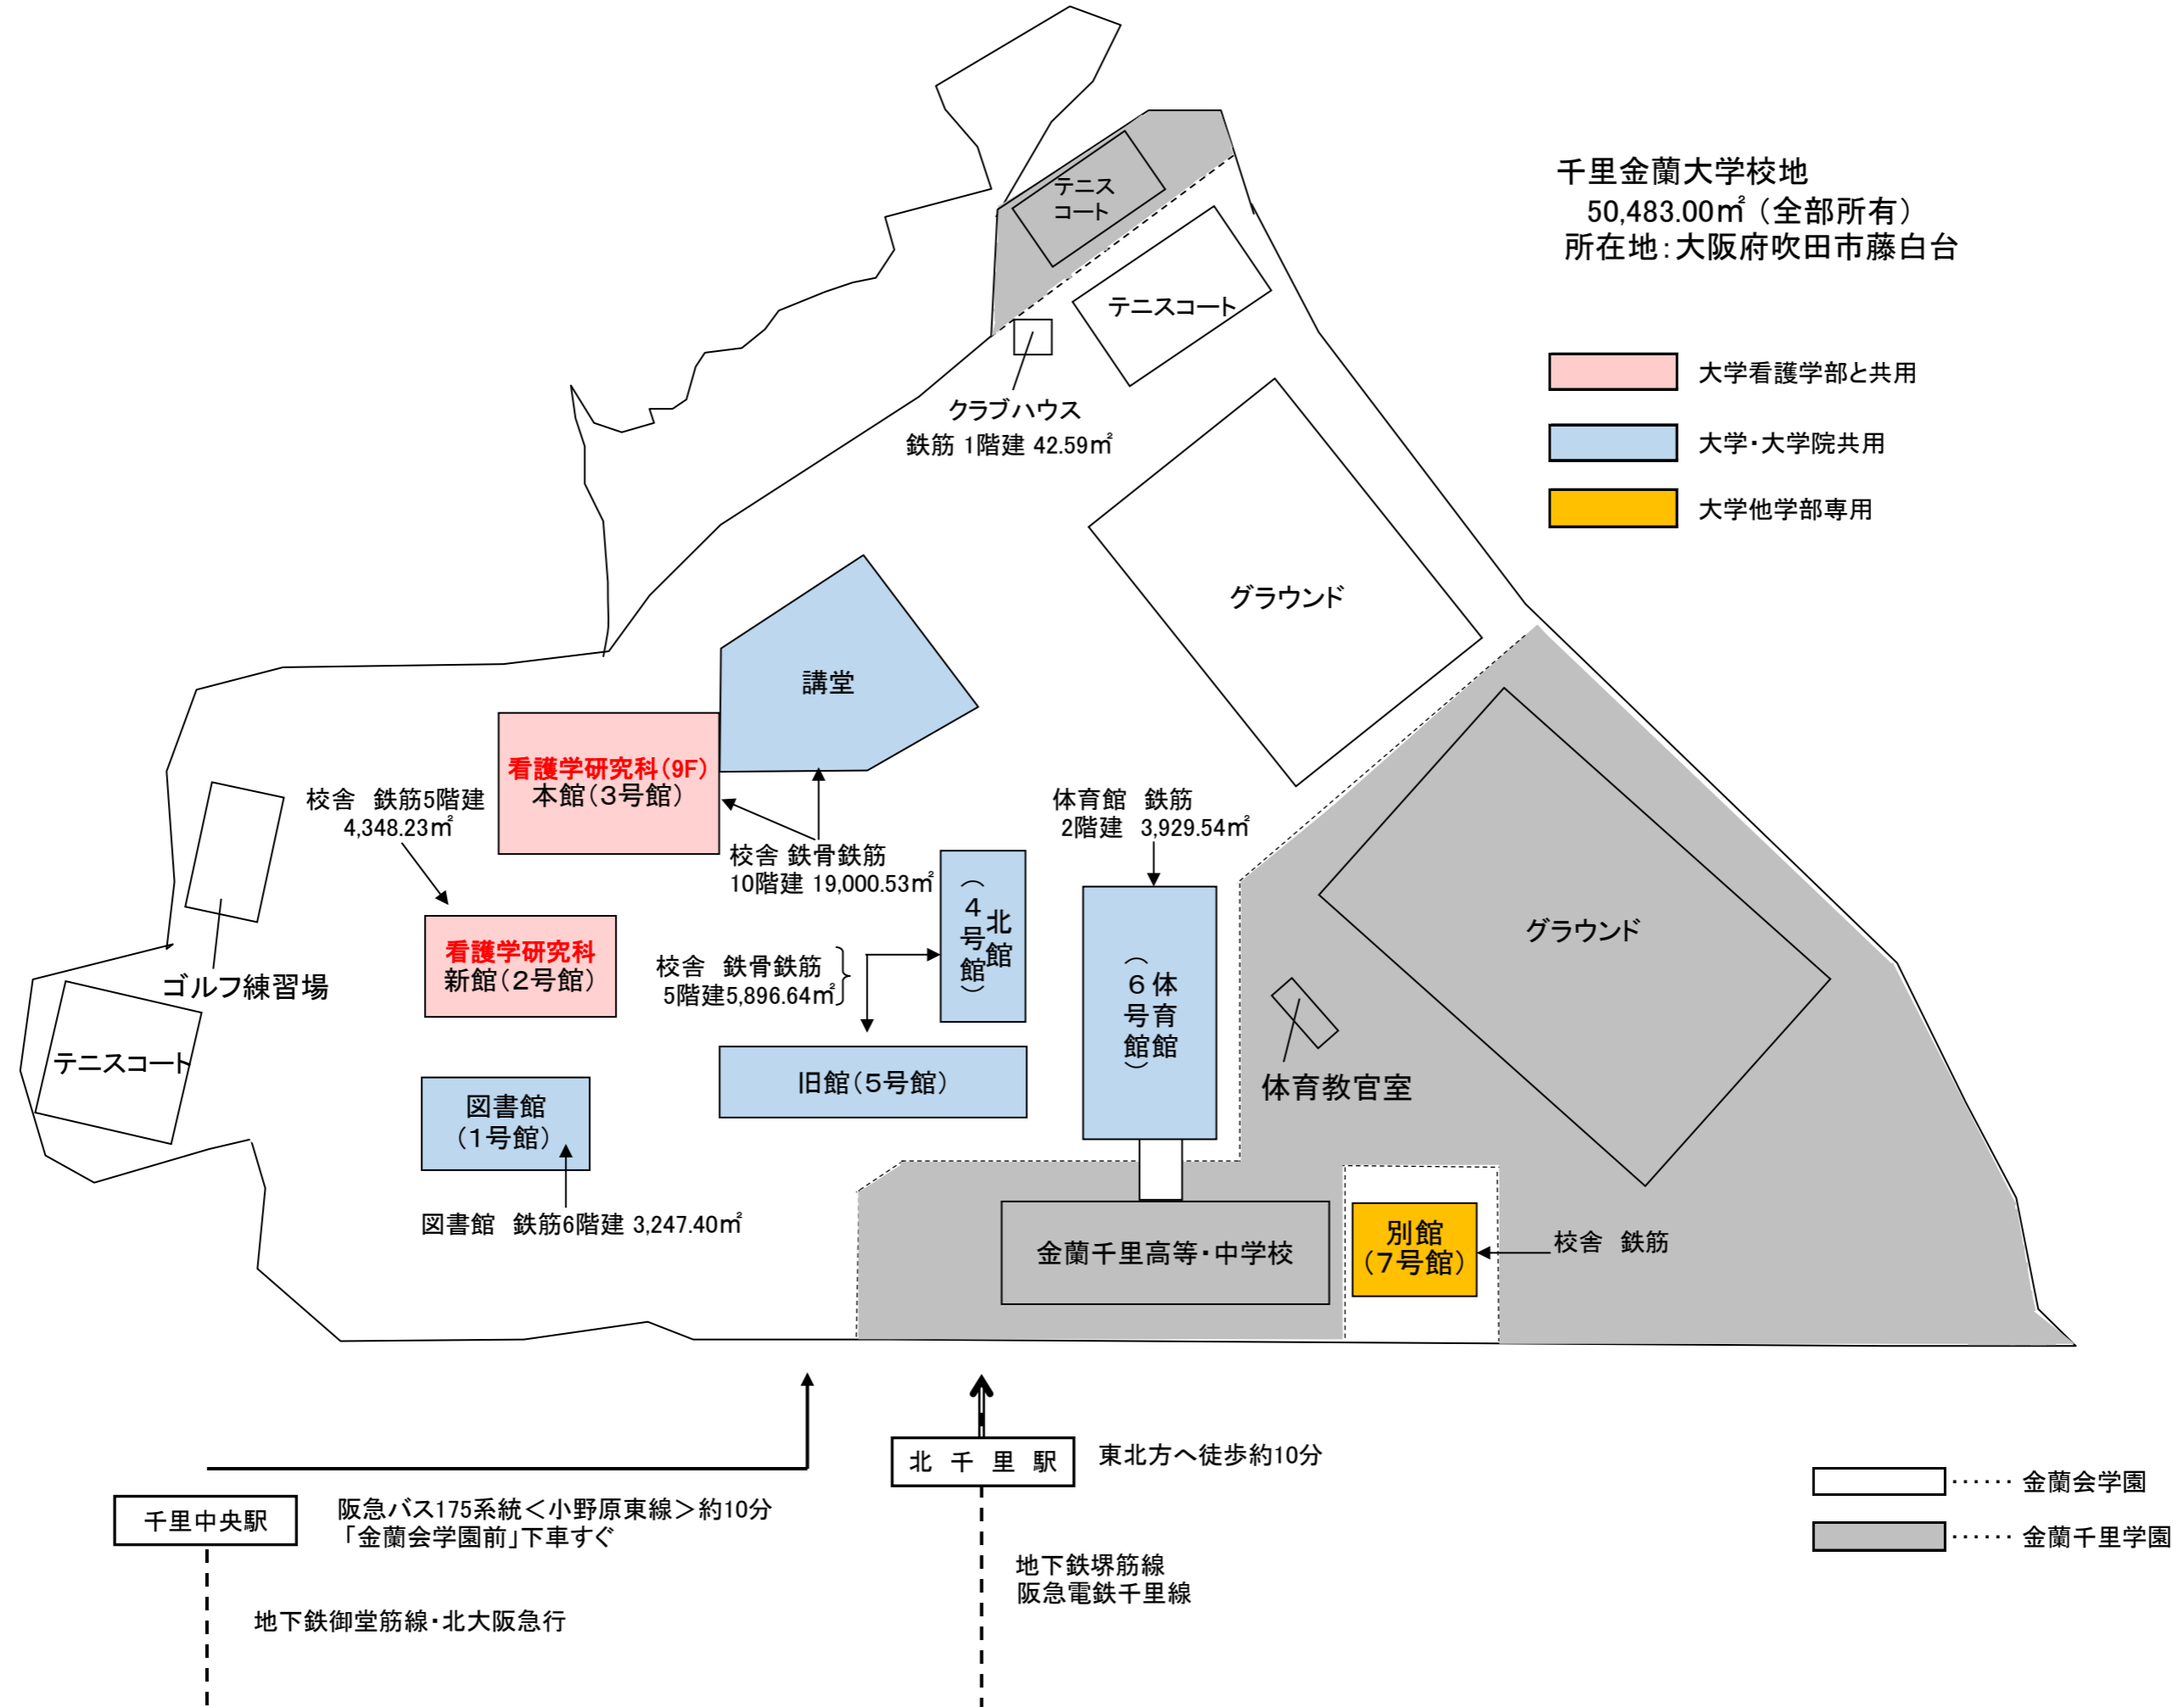 テニス
コート
千里金蘭大学校地
50,483.00㎡（全部所有）
所在地：大阪府吹田市藤白台
テニスコート
大学看護学部と共用
クラブハウス
鉄筋 1階建 42.59㎡
大学・大学院共用
大学他学部専用
グラウンド
講堂
看護学研究科（9F）
本館（３号館）
校舎　鉄筋5階建
4,348.23㎡
体育館　鉄筋
2階建　3,929.54㎡
校舎 鉄骨鉄筋
10階建 19,000.53㎡
北館
（４号館）
グラウンド
看護学研究科
新館（２号館）
校舎　鉄骨鉄筋
5階建5,896.64㎡
体育館
（６号館）
ゴルフ練習場
テニスコート
旧館（５号館）
体育教官室
図書館
（１号館）
図書館　鉄筋6階建 3,247.40㎡
金蘭千里高等・中学校
別館
（７号館）
校舎　鉄筋
北 千 里 駅
東北方へ徒歩約10分
千里中央駅
阪急バス175系統＜小野原東線＞約10分
「金蘭会学園前」下車すぐ
…… 金蘭会学園
…… 金蘭千里学園
地下鉄堺筋線
阪急電鉄千里線
地下鉄御堂筋線・北大阪急行